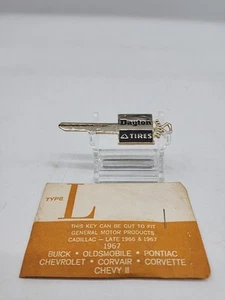 Dayton
TIRES
TYPE
L
THIS KEY CAN BE CUT TO FIT
GENERAL MOTOR PRODUCTS
CADILLAC – LATE 1966 & 1967
1967
BUICK • OLDSMOBILE • PONTIAC
CHEVROLET • CORVAIR • CORVETTE
CHEVY II